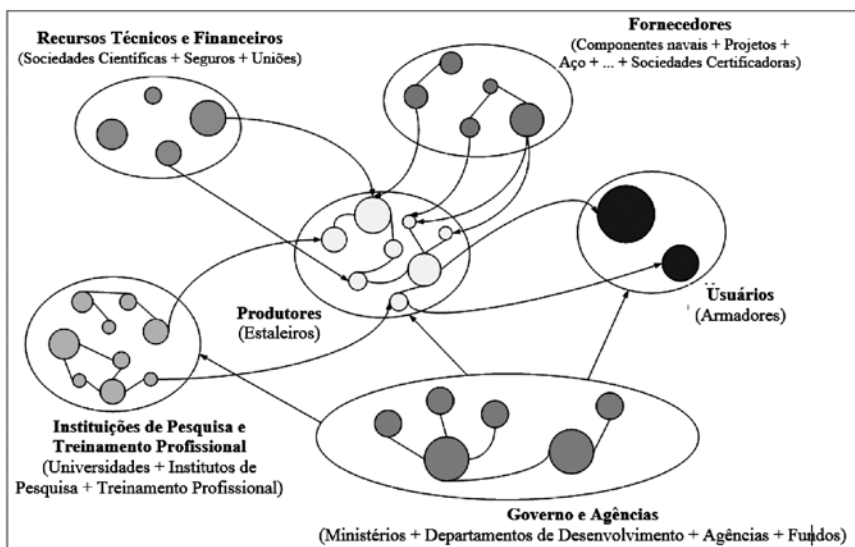 Recursos Técnicos e Financeiros
(Sociedades Científicas + Seguros + Uniões)
Fornecedores
(Componentes navais + Projetos +
Aço + ... + Sociedades Certificadoras)
Produtores
(Estaleiros)
Usuários
(Armadores)
Instituições de Pesquisa e
Treinamento Profissional
(Universidades + Institutos de
Pesquisa + Treinamento Profissional)
Governo e Agências
(Ministérios + Departamentos de Desenvolvimento + Agências + Fundos)